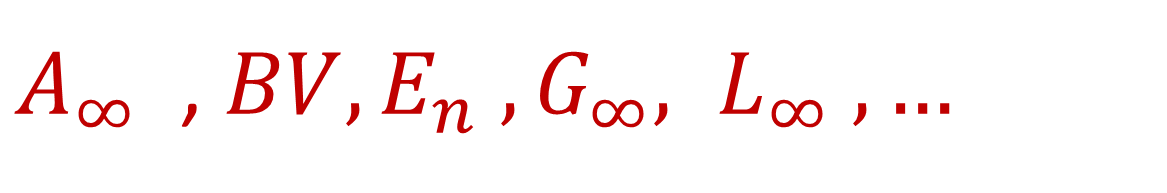 A∞ , BV, Eₙ , G∞, L∞ , …